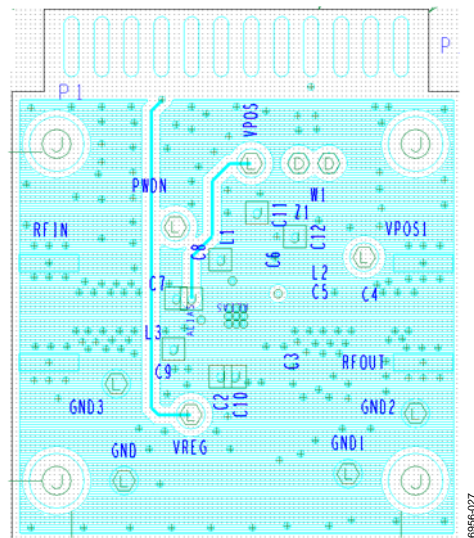 P
P1
VPOS
PWDN
W1
RFIN
C11
Z1
C12
VPOS1
C8
L1
C6
L2
C5
C4
C7
L3
C9
C3
RFOUT
C2
C10
GND3
GND2
VREG
GND
GND1
J
J
D
D
L
L
L
J
J
J
J
J
J
J
J
L
L
L
L
L
J
J
06956-027